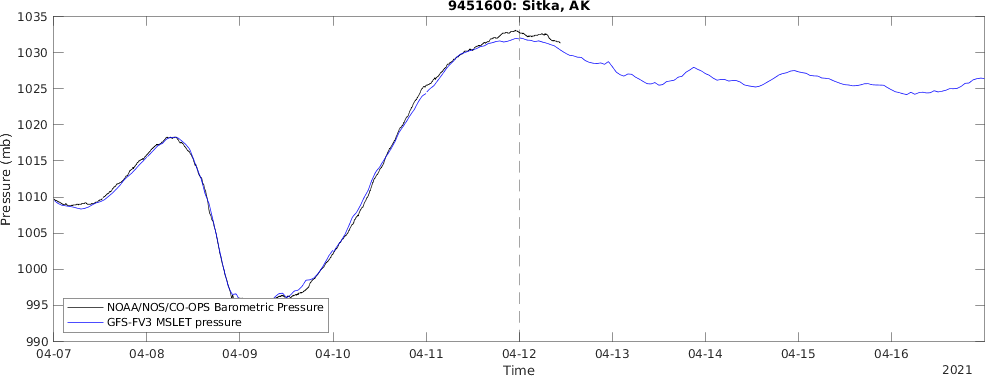 9451600: Sitka, AK
1035
1030
1025
1020
1015
1010
1005
1000
995
990
Pressure (mb)
NOAA/NOS/CO-OPS Barometric Pressure
GFS-FV3 MSLET pressure
04-07 04-08 04-09 04-10 04-11 04-12 04-13 04-14 04-15 04-16
Time
2021